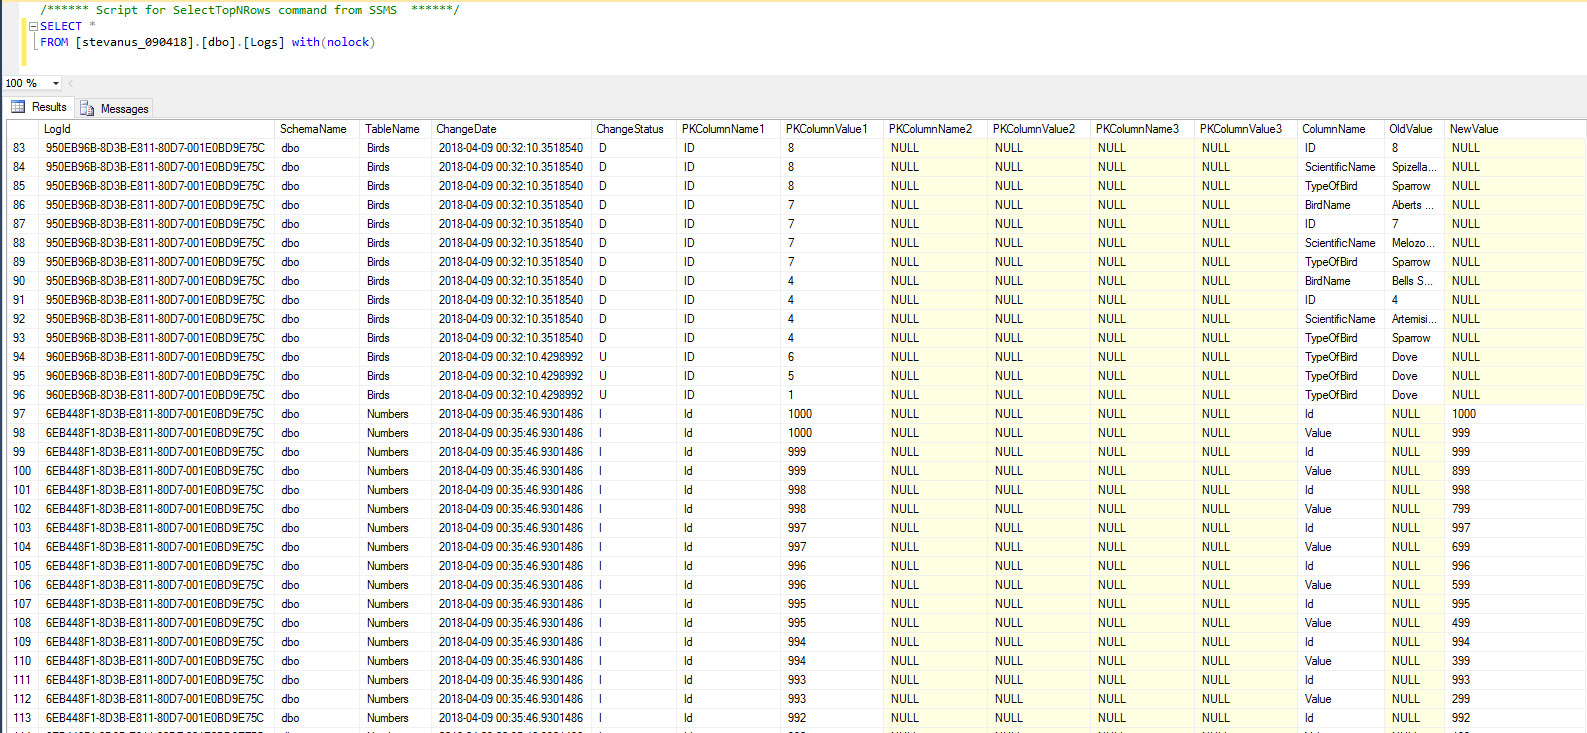 /****** Script for SelectTopNRows command from SSMS  ******/
SELECT *
FROM [stevanus_090418].[dbo].[Logs] with(nolock)
100 %
Results Messages
LogId SchemaName TableName ChangeDate ChangeStatus PKColumnName1 PKColumnValue1 PKColumnName2 PKColumnValue2 PKColumnName3 PKColumnValue3 ColumnName OldValue NewValue
83 950EB96B-8D3B-E811-80D7-001E0BD9E75C dbo Birds 2018-04-09 00:32:10.3518540 D ID 8 NULL NULL NULL NULL ID 8 NULL
84 950EB96B-8D3B-E811-80D7-001E0BD9E75C dbo Birds 2018-04-09 00:32:10.3518540 D ID 8 NULL NULL NULL NULL ScientificName Spizella... NULL
85 950EB96B-8D3B-E811-80D7-001E0BD9E75C dbo Birds 2018-04-09 00:32:10.3518540 D ID 8 NULL NULL NULL NULL TypeOfBird Sparrow NULL
86 950EB96B-8D3B-E811-80D7-001E0BD9E75C dbo Birds 2018-04-09 00:32:10.3518540 D ID 7 NULL NULL NULL NULL BirdName Aberts ... NULL
87 950EB96B-8D3B-E811-80D7-001E0BD9E75C dbo Birds 2018-04-09 00:32:10.3518540 D ID 7 NULL NULL NULL NULL ID 7 NULL
88 950EB96B-8D3B-E811-80D7-001E0BD9E75C dbo Birds 2018-04-09 00:32:10.3518540 D ID 7 NULL NULL NULL NULL ScientificName Melozo... NULL
89 950EB96B-8D3B-E811-80D7-001E0BD9E75C dbo Birds 2018-04-09 00:32:10.3518540 D ID 7 NULL NULL NULL NULL TypeOfBird Sparrow NULL
90 950EB96B-8D3B-E811-80D7-001E0BD9E75C dbo Birds 2018-04-09 00:32:10.3518540 D ID 4 NULL NULL NULL NULL BirdName Bells S... NULL
91 950EB96B-8D3B-E811-80D7-001E0BD9E75C dbo Birds 2018-04-09 00:32:10.3518540 D ID 4 NULL NULL NULL NULL ID 4 NULL
92 950EB96B-8D3B-E811-80D7-001E0BD9E75C dbo Birds 2018-04-09 00:32:10.3518540 D ID 4 NULL NULL NULL NULL ScientificName Artemisi... NULL
93 950EB96B-8D3B-E811-80D7-001E0BD9E75C dbo Birds 2018-04-09 00:32:10.3518540 D ID 4 NULL NULL NULL NULL TypeOfBird Sparrow NULL
94 960EB96B-8D3B-E811-80D7-001E0BD9E75C dbo Birds 2018-04-09 00:32:10.4298992 U ID 6 NULL NULL NULL NULL TypeOfBird Dove NULL
95 960EB96B-8D3B-E811-80D7-001E0BD9E75C dbo Birds 2018-04-09 00:32:10.4298992 U ID 5 NULL NULL NULL NULL TypeOfBird Dove NULL
96 960EB96B-8D3B-E811-80D7-001E0BD9E75C dbo Birds 2018-04-09 00:32:10.4298992 U ID 1 NULL NULL NULL NULL TypeOfBird Dove NULL
97 6EB448F1-8D3B-E811-80D7-001E0BD9E75C dbo Numbers 2018-04-09 00:35:46.9301486 I Id 1000 NULL NULL NULL NULL Id NULL 1000
98 6EB448F1-8D3B-E811-80D7-001E0BD9E75C dbo Numbers 2018-04-09 00:35:46.9301486 I Id 1000 NULL NULL NULL NULL Value NULL 999
99 6EB448F1-8D3B-E811-80D7-001E0BD9E75C dbo Numbers 2018-04-09 00:35:46.9301486 I Id 999 NULL NULL NULL NULL Id NULL 999
100 6EB448F1-8D3B-E811-80D7-001E0BD9E75C dbo Numbers 2018-04-09 00:35:46.9301486 I Id 999 NULL NULL NULL NULL Value NULL 899
101 6EB448F1-8D3B-E811-80D7-001E0BD9E75C dbo Numbers 2018-04-09 00:35:46.9301486 I Id 998 NULL NULL NULL NULL Id NULL 998
102 6EB448F1-8D3B-E811-80D7-001E0BD9E75C dbo Numbers 2018-04-09 00:35:46.9301486 I Id 998 NULL NULL NULL NULL Value NULL 799
103 6EB448F1-8D3B-E811-80D7-001E0BD9E75C dbo Numbers 2018-04-09 00:35:46.9301486 I Id 997 NULL NULL NULL NULL Id NULL 997
104 6EB448F1-8D3B-E811-80D7-001E0BD9E75C dbo Numbers 2018-04-09 00:35:46.9301486 I Id 997 NULL NULL NULL NULL Value NULL 699
105 6EB448F1-8D3B-E811-80D7-001E0BD9E75C dbo Numbers 2018-04-09 00:35:46.9301486 I Id 996 NULL NULL NULL NULL Id NULL 996
106 6EB448F1-8D3B-E811-80D7-001E0BD9E75C dbo Numbers 2018-04-09 00:35:46.9301486 I Id 996 NULL NULL NULL NULL Value NULL 599
107 6EB448F1-8D3B-E811-80D7-001E0BD9E75C dbo Numbers 2018-04-09 00:35:46.9301486 I Id 995 NULL NULL NULL NULL Id NULL 995
108 6EB448F1-8D3B-E811-80D7-001E0BD9E75C dbo Numbers 2018-04-09 00:35:46.9301486 I Id 995 NULL NULL NULL NULL Value NULL 499
109 6EB448F1-8D3B-E811-80D7-001E0BD9E75C dbo Numbers 2018-04-09 00:35:46.9301486 I Id 994 NULL NULL NULL NULL Id NULL 994
110 6EB448F1-8D3B-E811-80D7-001E0BD9E75C dbo Numbers 2018-04-09 00:35:46.9301486 I Id 994 NULL NULL NULL NULL Value NULL 399
111 6EB448F1-8D3B-E811-80D7-001E0BD9E75C dbo Numbers 2018-04-09 00:35:46.9301486 I Id 993 NULL NULL NULL NULL Id NULL 993
112 6EB448F1-8D3B-E811-80D7-001E0BD9E75C dbo Numbers 2018-04-09 00:35:46.9301486 I Id 993 NULL NULL NULL NULL Value NULL 299
113 6EB448F1-8D3B-E811-80D7-001E0BD9E75C dbo Numbers 2018-04-09 00:35:46.9301486 I Id 992 NULL NULL NULL NULL Id NULL 992